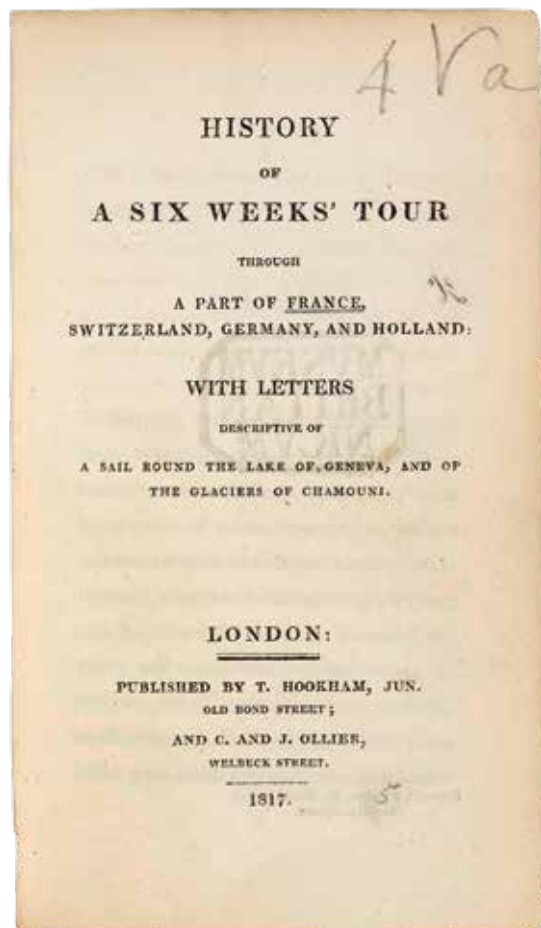 4 Va
HISTORY
OF
A SIX WEEKS' TOUR
THROUGH
A PART OF FRANCE,
SWITZERLAND, GERMANY, AND HOLLAND:
WITH LETTERS
DESCRIPTIVE OF
A SAIL ROUND THE LAKE OF GENEVA, AND OF
THE GLACIERS OF CHAMOUNI.
LONDON:
PUBLISHED BY T. HOOKHAM, JUN.
OLD BOND STREET;
AND C. AND J. OLLIER,
WELBECK STREET.
1817.
5